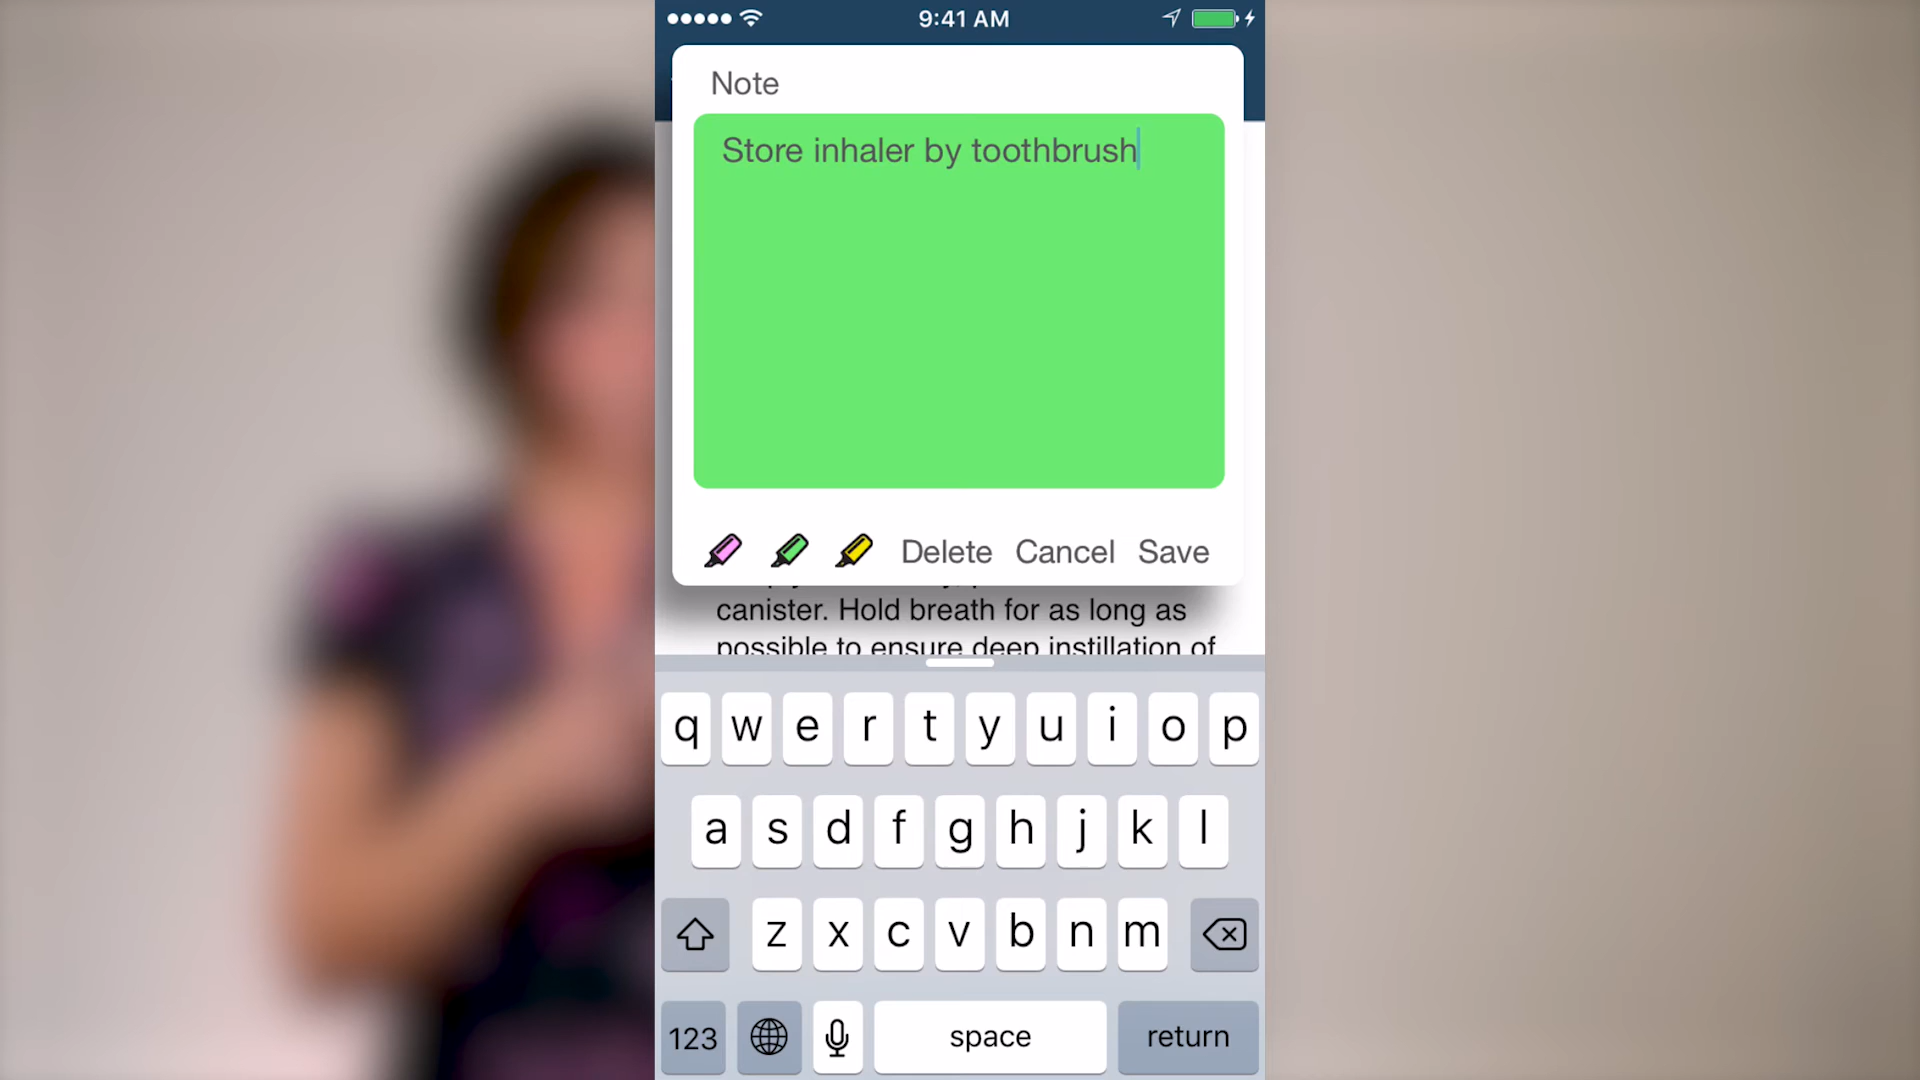 9:41 AM
Note
Store inhaler by toothbrush
Delete Cancel Save
canister. Hold breath for as long as
possible to ensure deep instillation of
q w e r t y u i o p
a s d f g h j k l
z x c v b n m
123 space return